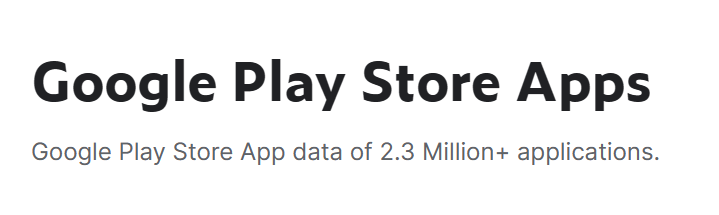 Google Play Store Apps
Google Play Store App data of 2.3 Million+ applications.